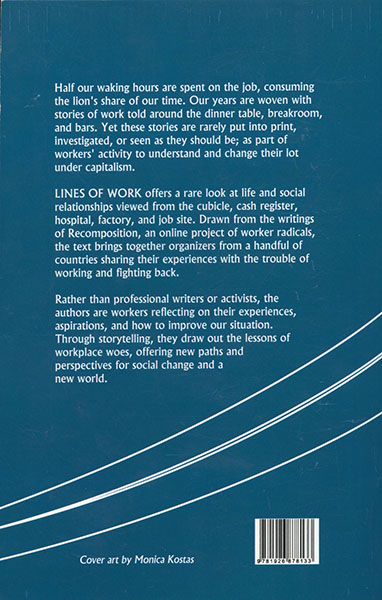 Half our waking hours are spent on the job, consuming
the lion's share of our time. Our years are woven with
stories of work told around the dinner table, breakroom,
and bars. Yet these stories are rarely put into print,
investigated, or seen as they should be; as part of
workers' activity to understand and change their lot
under capitalism.
LINES OF WORK offers a rare look at life and social
relationships viewed from the cubicle, cash register,
hospital, factory, and job site. Drawn from the writings
of Recomposition, an online project of worker radicals,
the text brings together organizers from a handful of
countries sharing their experiences with the trouble of
working and fighting back.
Rather than professional writers or activists, the
authors are workers reflecting on their experiences,
aspirations, and how to improve our situation.
Through storytelling, they draw out the lessons of
workplace woes, offering new paths and
perspectives for social change and a
new world.
Cover art by Monica Kostas
9781926878133